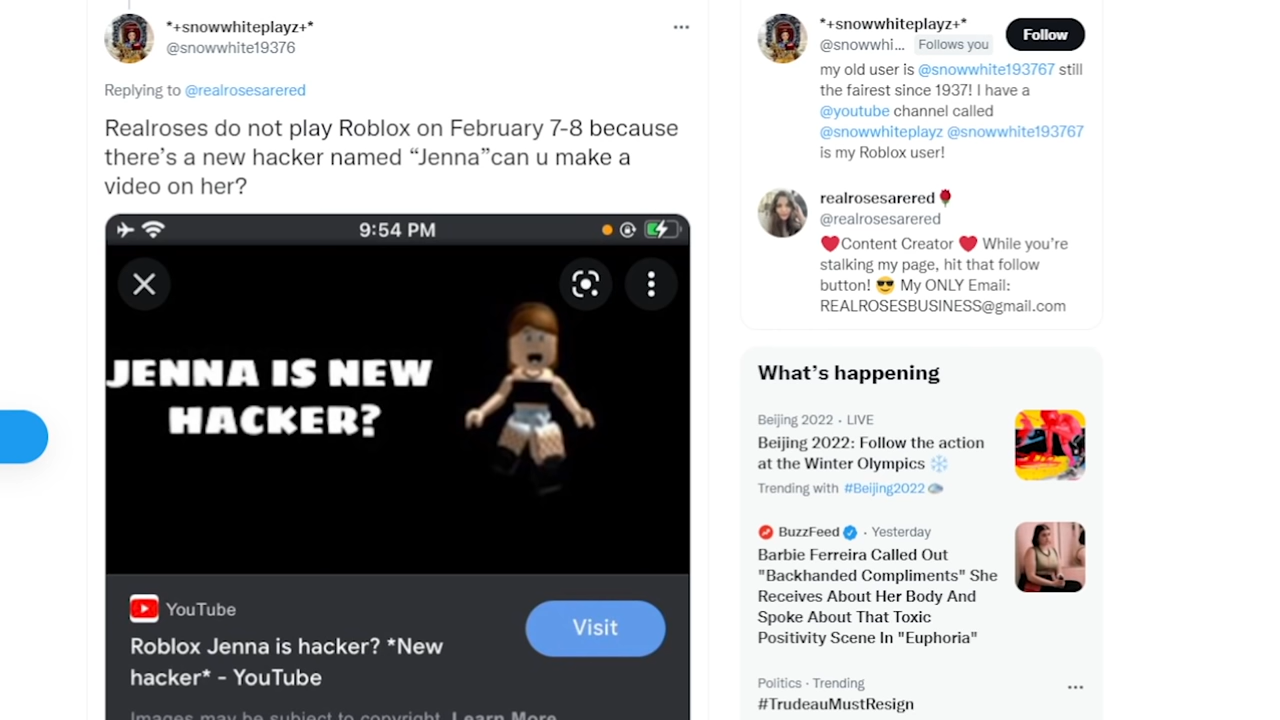 *+snowwhiteplayz+*
@snowwhite19376
Replying to @realrosesarered
Realroses do not play Roblox on February 7-8 because
there’s a new hacker named “Jenna”can u make a
video on her?
9:54 PM
JENNA IS NEW
HACKER?
YouTube
Roblox Jenna is hacker? *New
hacker* - YouTube
Visit
Images may be subject to copyright. Learn More
*+snowwhiteplayz+*
@snowwhi... Follows you
Follow
my old user is @snowwhite193767 still
the fairest since 1937! I have a
@youtube channel called
@snowwhiteplayz @snowwhite193767
is my Roblox user!
realrosesarered🌹
@realrosesarered
❤️Content Creator ❤️ While you’re
stalking my page, hit that follow
button! 😎 My ONLY Email:
REALROSESBUSINESS@gmail.com
What’s happening
Beijing 2022 · LIVE
Beijing 2022: Follow the action
at the Winter Olympics ❄️
Trending with #Beijing2022
BuzzFeed · Yesterday
Barbie Ferreira Called Out
"Backhanded Compliments" She
Receives About Her Body And
Spoke About That Toxic
Positivity Scene In "Euphoria"
Politics · Trending
#TrudeauMustResign